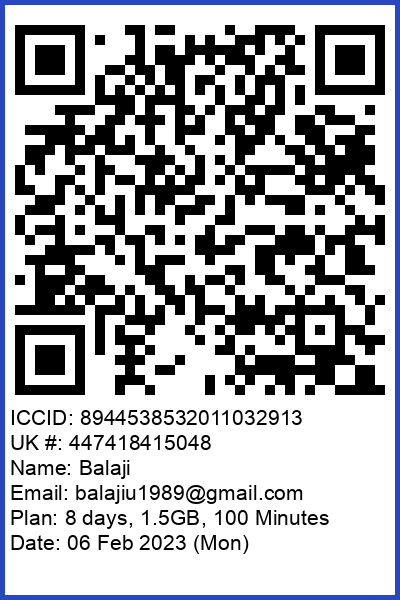 ICCID: 8944538532011032913
UK #: 447418415048
Name: Balaji
Email: balajiu1989@gmail.com
Plan: 8 days, 1.5GB, 100 Minutes
Date: 06 Feb 2023 (Mon)